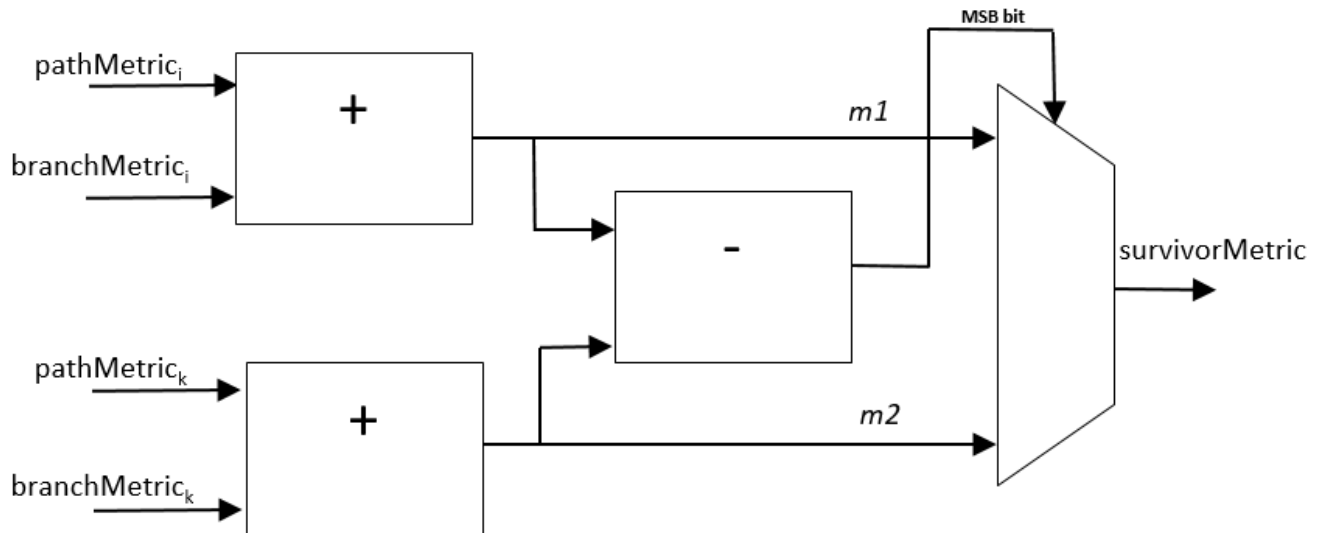 MSB bit
pathMetricᵢ
+
m1
branchMetricᵢ
-
survivorMetric
pathMetricₖ
+
m2
branchMetricₖ